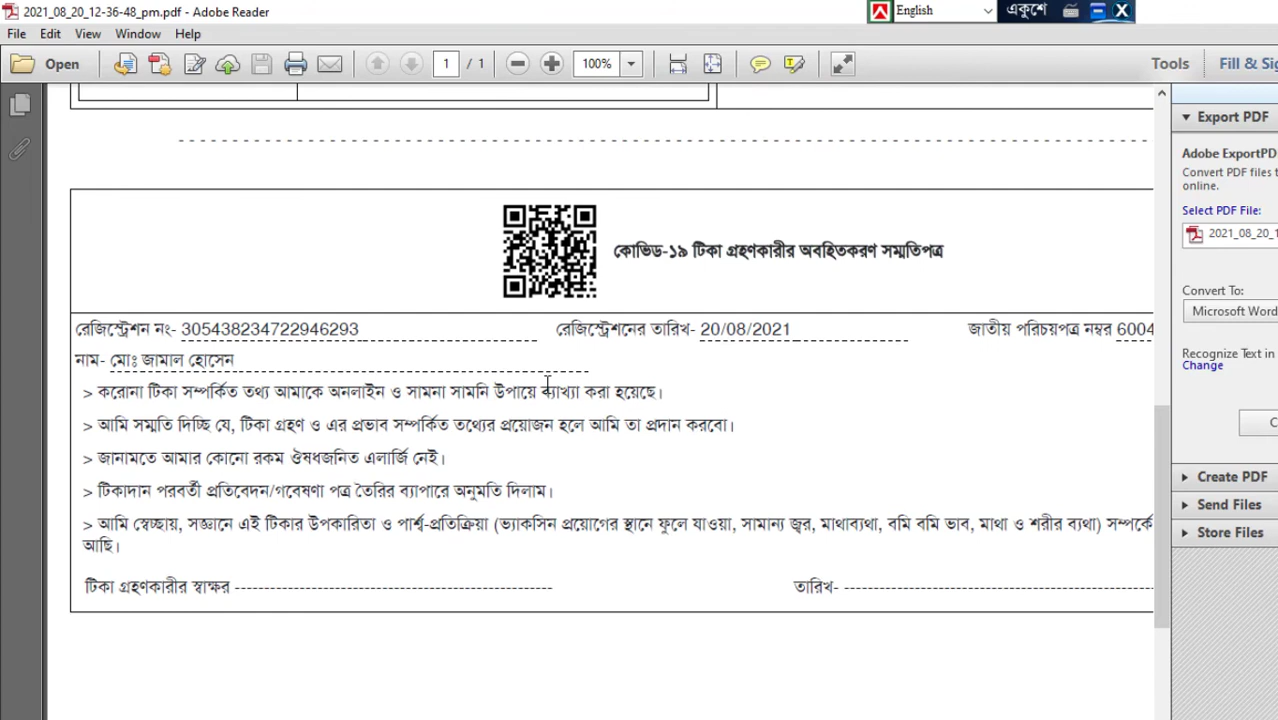 2021_08_20_12-36-48_pm.pdf - Adobe Reader
English
একুশে
File Edit View Window Help
Open
1 / 1
100%
Tools
Fill & Sig
Export PDF
Adobe ExportPD
Convert PDF files t
online.
Select PDF File:
2021_08_20_1
Convert To:
Microsoft Word
Recognize Text in
Change
C
Create PDF
Send Files
Store Files
কোভিড-১৯ টিকা গ্রহণকারীর অবহিতকরণ সম্মতিপত্র
রেজিস্ট্রেশন নং- 305438234722946293 রেজিস্ট্রেশনের তারিখ- 20/08/2021 জাতীয় পরিচয়পত্র নম্বর 6004
নাম- মোঃ জামাল হোসেন
> করোনা টিকা সম্পর্কিত তথ্য আমাকে অনলাইন ও সামনা সামনি উপায়ে ব্যাখ্যা করা হয়েছে।
> আমি সম্মতি দিচ্ছি যে, টিকা গ্রহণ ও এর প্রভাব সম্পর্কিত তথ্যের প্রয়োজন হলে আমি তা প্রদান করবো।
> জানামতে আমার কোনো রকম ঔষধজনিত এলার্জি নেই।
> টিকাদান পরবর্তী প্রতিবেদন/গবেষণা পত্র তৈরির ব্যাপারে অনুমতি দিলাম।
> আমি স্বেচ্ছায়, সজ্ঞানে এই টিকার উপকারিতা ও পার্শ্ব-প্রতিক্রিয়া (ভ্যাকসিন প্রয়োগের স্থানে ফুলে যাওয়া, সামান্য জ্বর, মাথাব্যথা, বমি বমি ভাব, মাথা ও শরীর ব্যথা) সম্পর্কে
আছি।
টিকা গ্রহণকারীর স্বাক্ষর ---------------------------------------- তারিখ- ----------------------------------------